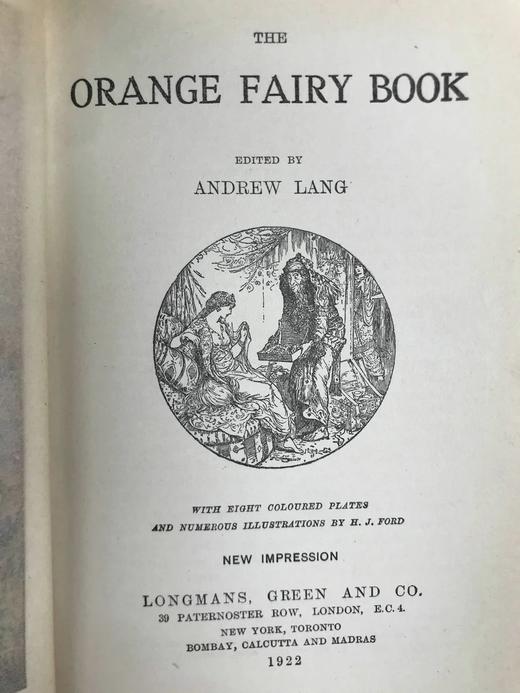 THE
ORANGE FAIRY BOOK
EDITED BY
ANDREW LANG
WITH EIGHT COLOURED PLATES
AND NUMEROUS ILLUSTRATIONS BY H. J. FORD
NEW IMPRESSION
LONGMANS, GREEN AND CO.
39 PATERNOSTER ROW, LONDON, E.C. 4.
NEW YORK, TORONTO
BOMBAY, CALCUTTA AND MADRAS
1922